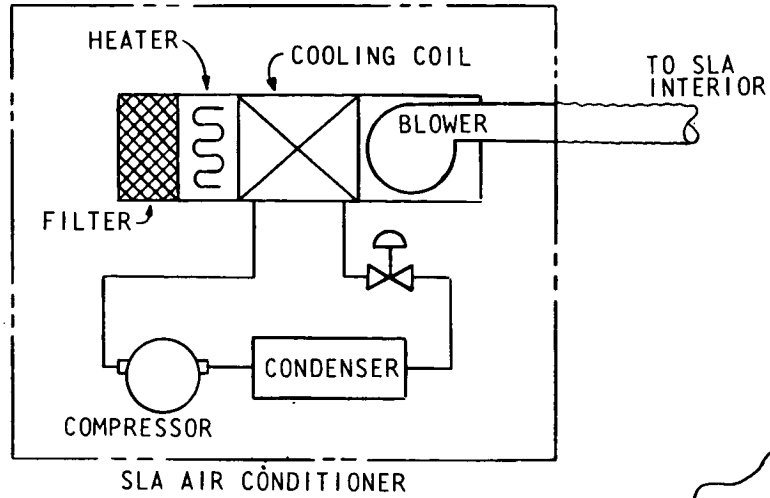 HEATER
COOLING COIL
TO SLA
INTERIOR
BLOWER
FILTER
CONDENSER
COMPRESSOR
SLA AIR CONDITIONER